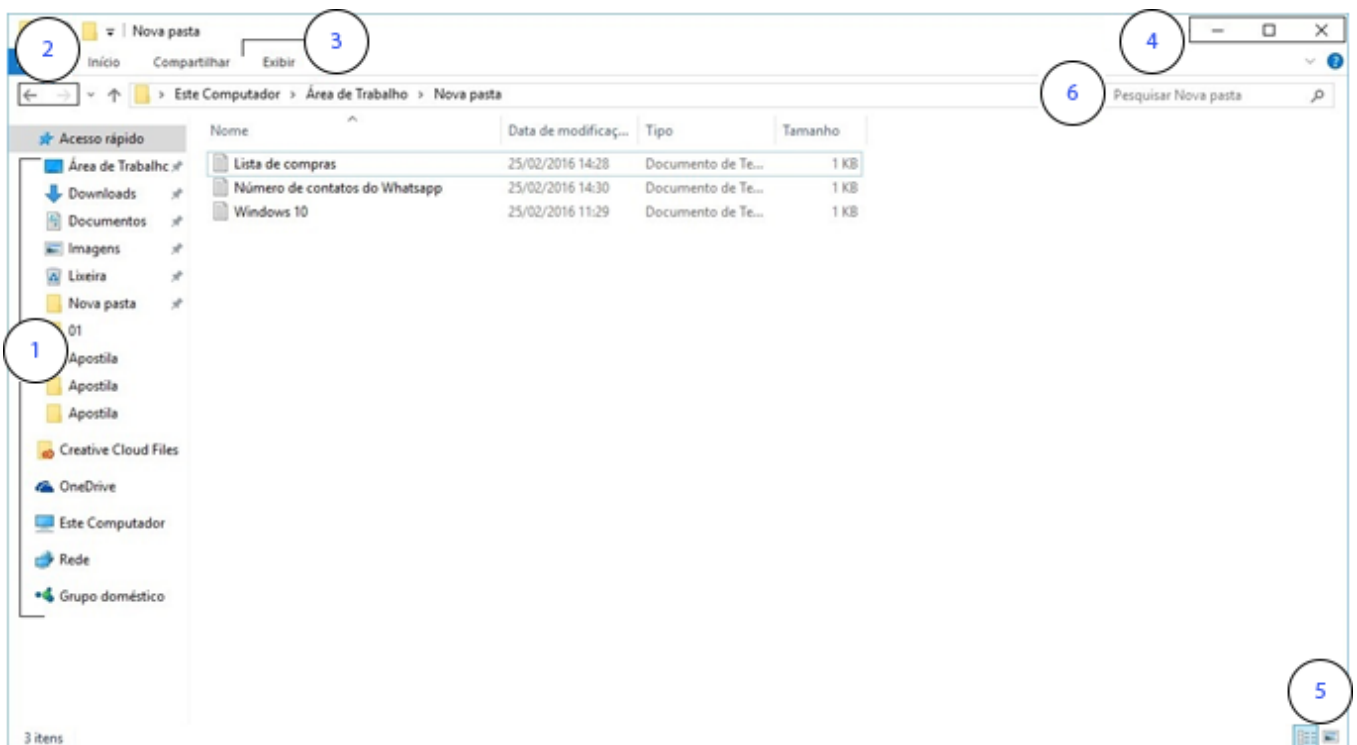 Nova pasta
2
3
4
Início Compartilhar Exibir
?
Este Computador > Área de Trabalho > Nova pasta
6
Pesquisar Nova pasta
Acesso rápido
Área de Trabalhc
Downloads
Documentos
Imagens
Lixeira
Nova pasta
01
1
Apostila
Apostila
Apostila
Creative Cloud Files
OneDrive
Este Computador
Rede
Grupo doméstico
Nome Data de modificaç... Tipo Tamanho
Lista de compras 25/02/2016 14:28 Documento de Te... 1 KB
Número de contatos do Whatsapp 25/02/2016 14:30 Documento de Te... 1 KB
Windows 10 25/02/2016 11:29 Documento de Te... 1 KB
5
3 itens